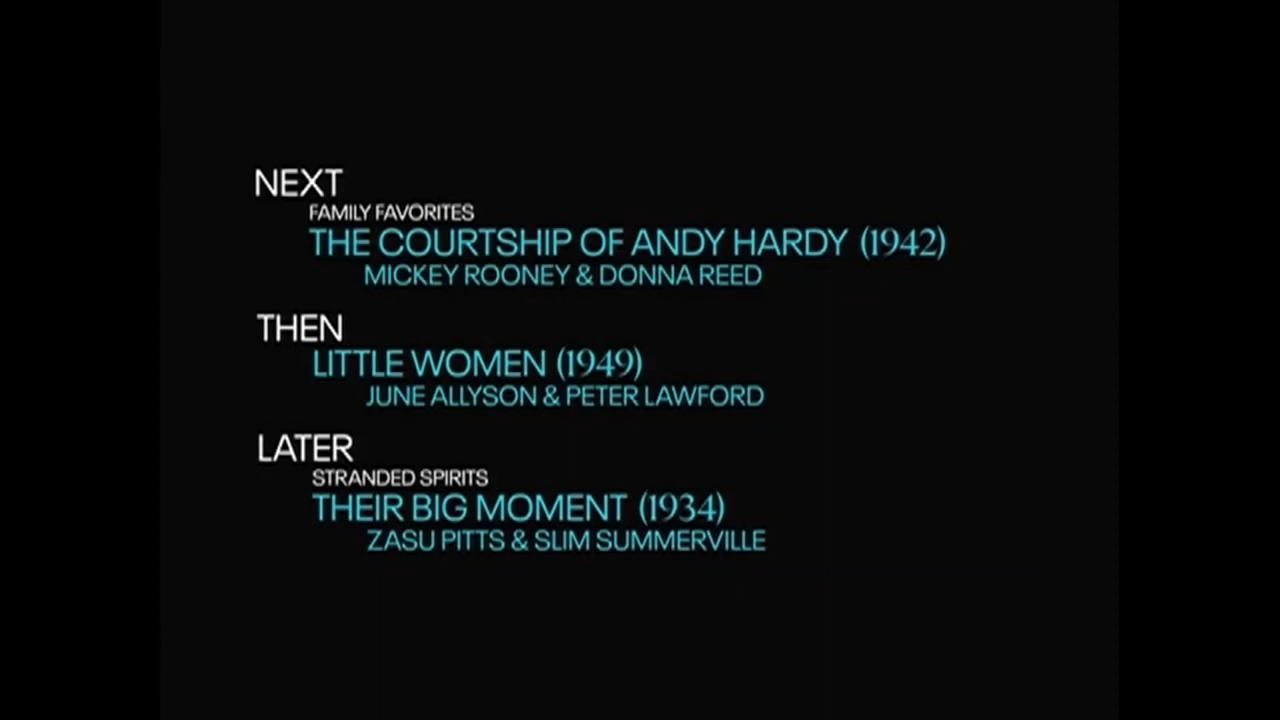 NEXT
FAMILY FAVORITES
THE COURTSHIP OF ANDY HARDY (1942)
MICKEY ROONEY & DONNA REED
THEN
LITTLE WOMEN (1949)
JUNE ALLYSON & PETER LAWFORD
LATER
STRANDED SPIRITS
THEIR BIG MOMENT (1934)
ZASU PITTS & SLIM SUMMERVILLE